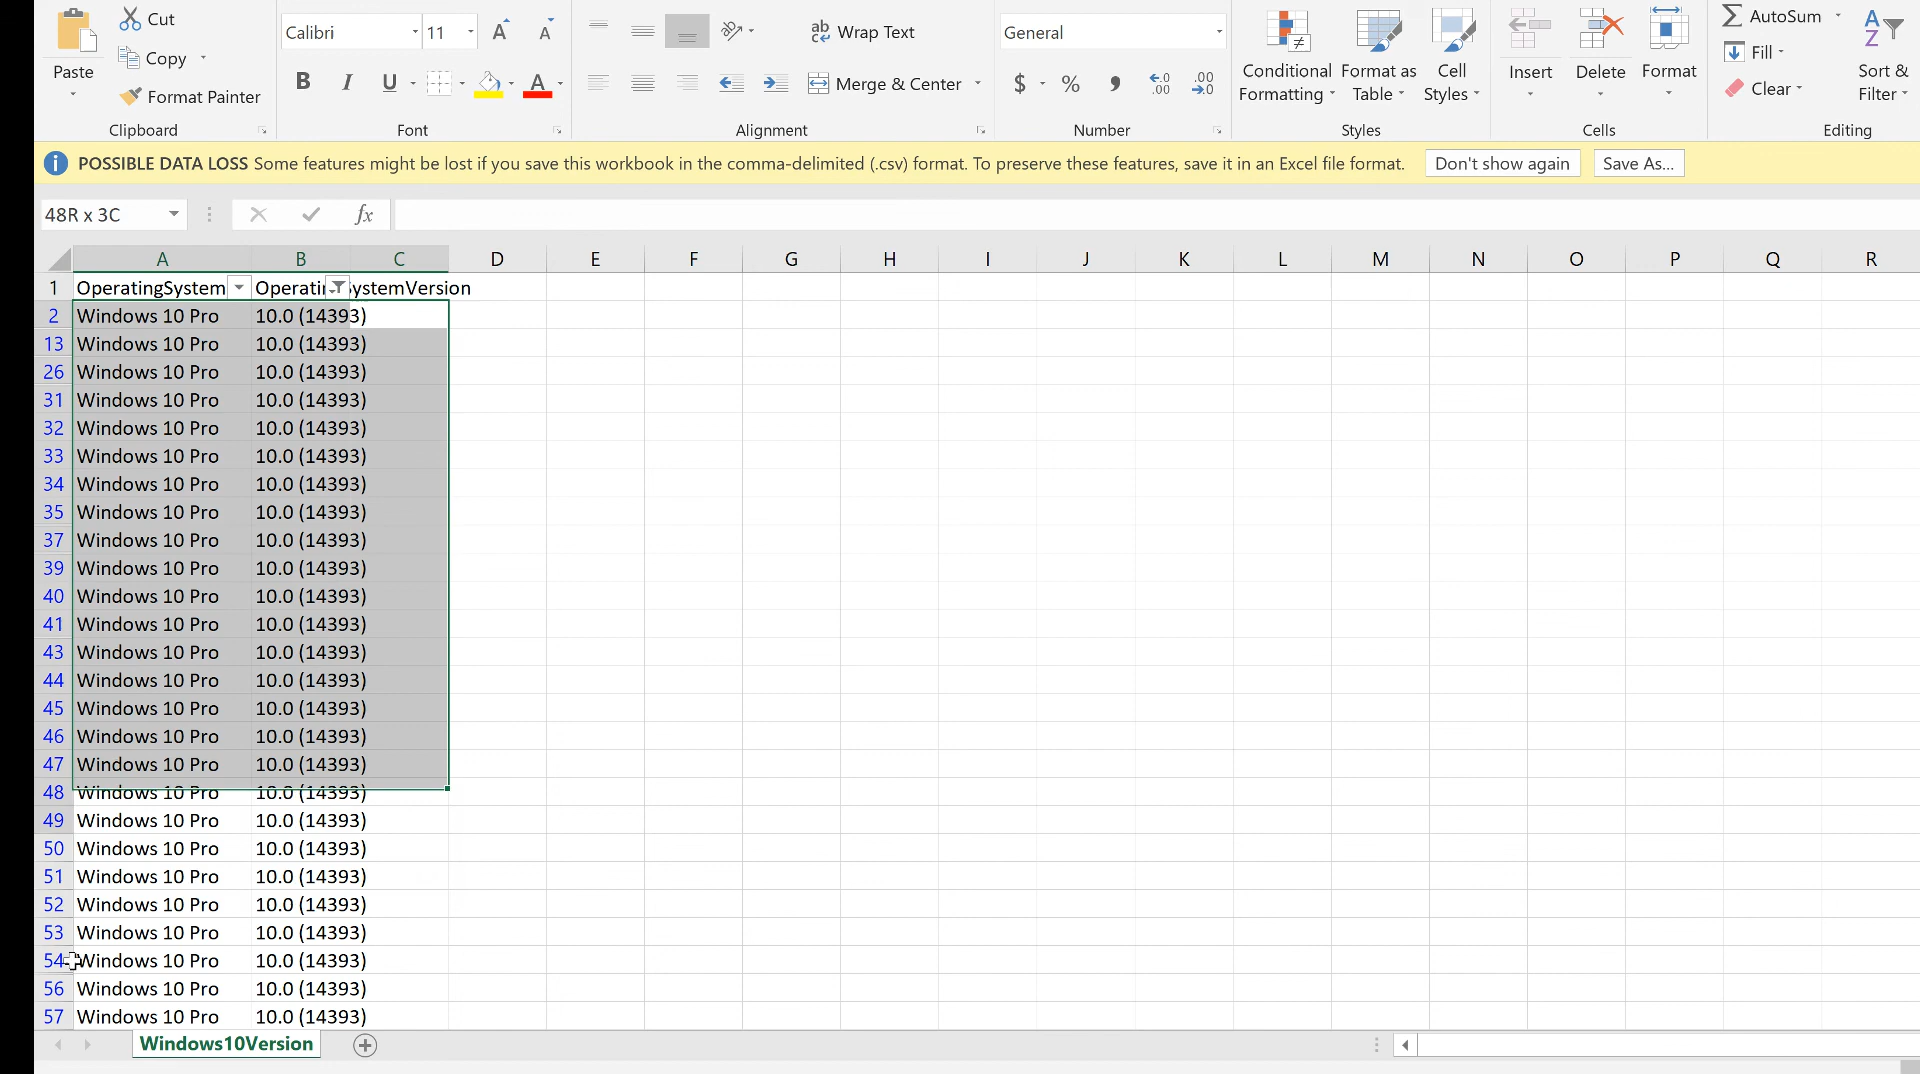 Cut
Copy
Format Painter
Paste
Clipboard
Calibri 11 A A
B I U A
Font
ab Wrap Text
Merge & Center
Alignment
General
$ % , .00 .00
Number
Conditional Formatting
Format as Table
Cell Styles
Styles
Insert
Delete
Format
Cells
AutoSum
Fill
Clear
Sort & Filter
Editing
POSSIBLE DATA LOSS Some features might be lost if you save this workbook in the comma-delimited (.csv) format. To preserve these features, save it in an Excel file format. Don't show again Save As...
48R x 3C fx
A B C D E F G H I J K L M N O P Q R
1 OperatingSystem Operatin ystemVersion
2 Windows 10 Pro 10.0 (14393)
13 Windows 10 Pro 10.0 (14393)
26 Windows 10 Pro 10.0 (14393)
31 Windows 10 Pro 10.0 (14393)
32 Windows 10 Pro 10.0 (14393)
33 Windows 10 Pro 10.0 (14393)
34 Windows 10 Pro 10.0 (14393)
35 Windows 10 Pro 10.0 (14393)
37 Windows 10 Pro 10.0 (14393)
39 Windows 10 Pro 10.0 (14393)
40 Windows 10 Pro 10.0 (14393)
41 Windows 10 Pro 10.0 (14393)
43 Windows 10 Pro 10.0 (14393)
44 Windows 10 Pro 10.0 (14393)
45 Windows 10 Pro 10.0 (14393)
46 Windows 10 Pro 10.0 (14393)
47 Windows 10 Pro 10.0 (14393)
48 Windows 10 Pro 10.0 (14393)
49 Windows 10 Pro 10.0 (14393)
50 Windows 10 Pro 10.0 (14393)
51 Windows 10 Pro 10.0 (14393)
52 Windows 10 Pro 10.0 (14393)
53 Windows 10 Pro 10.0 (14393)
54 Windows 10 Pro 10.0 (14393)
56 Windows 10 Pro 10.0 (14393)
57 Windows 10 Pro 10.0 (14393)
Windows10Version